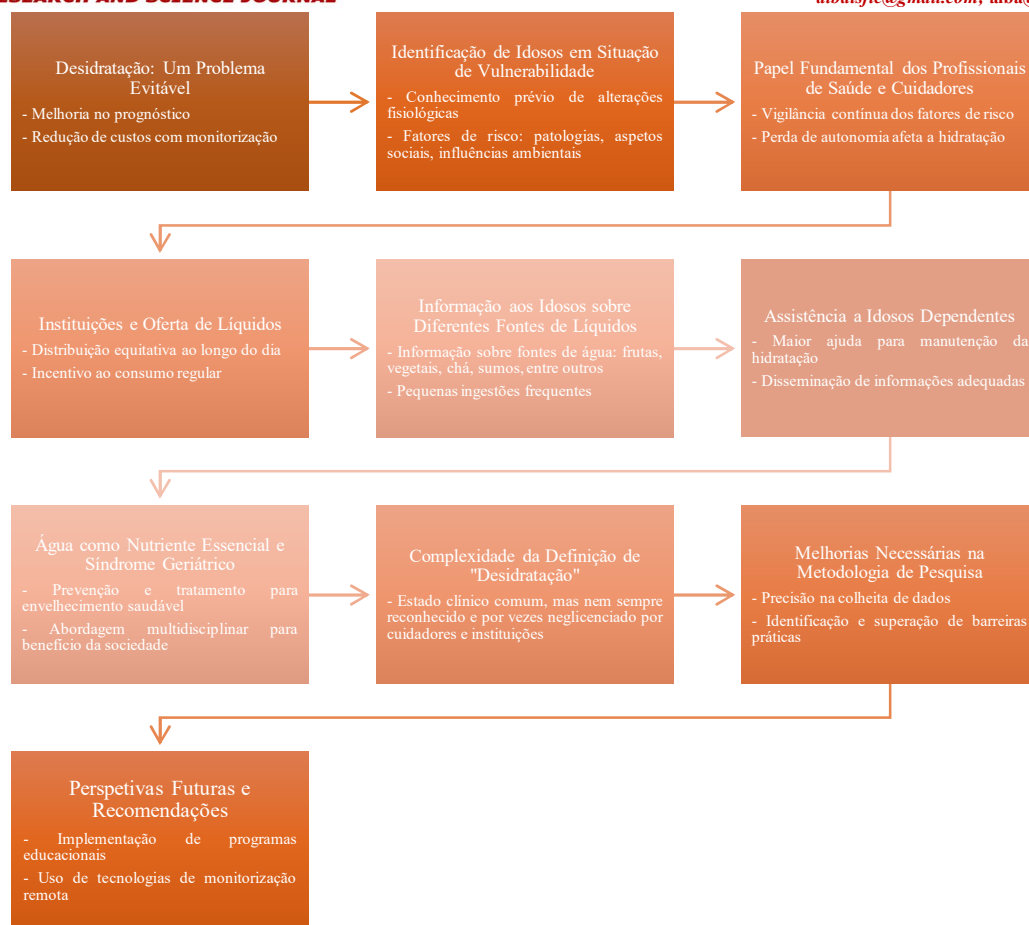 RESEARCH AND SCIENCE JOURNAL
Desidratação: Um Problema
Evitável
- Melhoria no prognóstico
- Redução de custos com monitorização
Identificação de Idosos em Situação
de Vulnerabilidade
- Conhecimento prévio de alterações
fisiológicas
- Fatores de risco: patologias, aspetos
sociais, influências ambientais
Papel Fundamental dos Profissionais
de Saúde e Cuidadores
- Vigilância contínua dos fatores de risco
- Perda de autonomia afeta a hidratação
Instituições e Oferta de Líquidos
- Distribuição equitativa ao longo do dia
- Incentivo ao consumo regular
Informação aos Idosos sobre
Diferentes Fontes de Líquidos
- Informação sobre fontes de água: frutas,
vegetais, chá, sumos, entre outros
- Pequenas ingestões frequentes
Assistência a Idosos Dependentes
- Maior ajuda para manutenção da
hidratação
- Disseminação de informações adequadas
Água como Nutriente Essencial e
Síndrome Geriátrico
- Prevenção e tratamento para
envelhecimento saudável
- Abordagem multidisciplinar para
benefício da sociedade
Complexidade da Definição de
"Desidratação"
- Estado clínico comum, mas nem sempre
reconhecido e por vezes neglicenciado por
cuidadores e instituições
Melhorias Necessárias na
Metodologia de Pesquisa
- Precisão na colheita de dados
- Identificação e superação de barreiras
práticas
Perspetivas Futuras e
Recomendações
- Implementação de programas
educacionais
- Uso de tecnologias de monitorização
remota